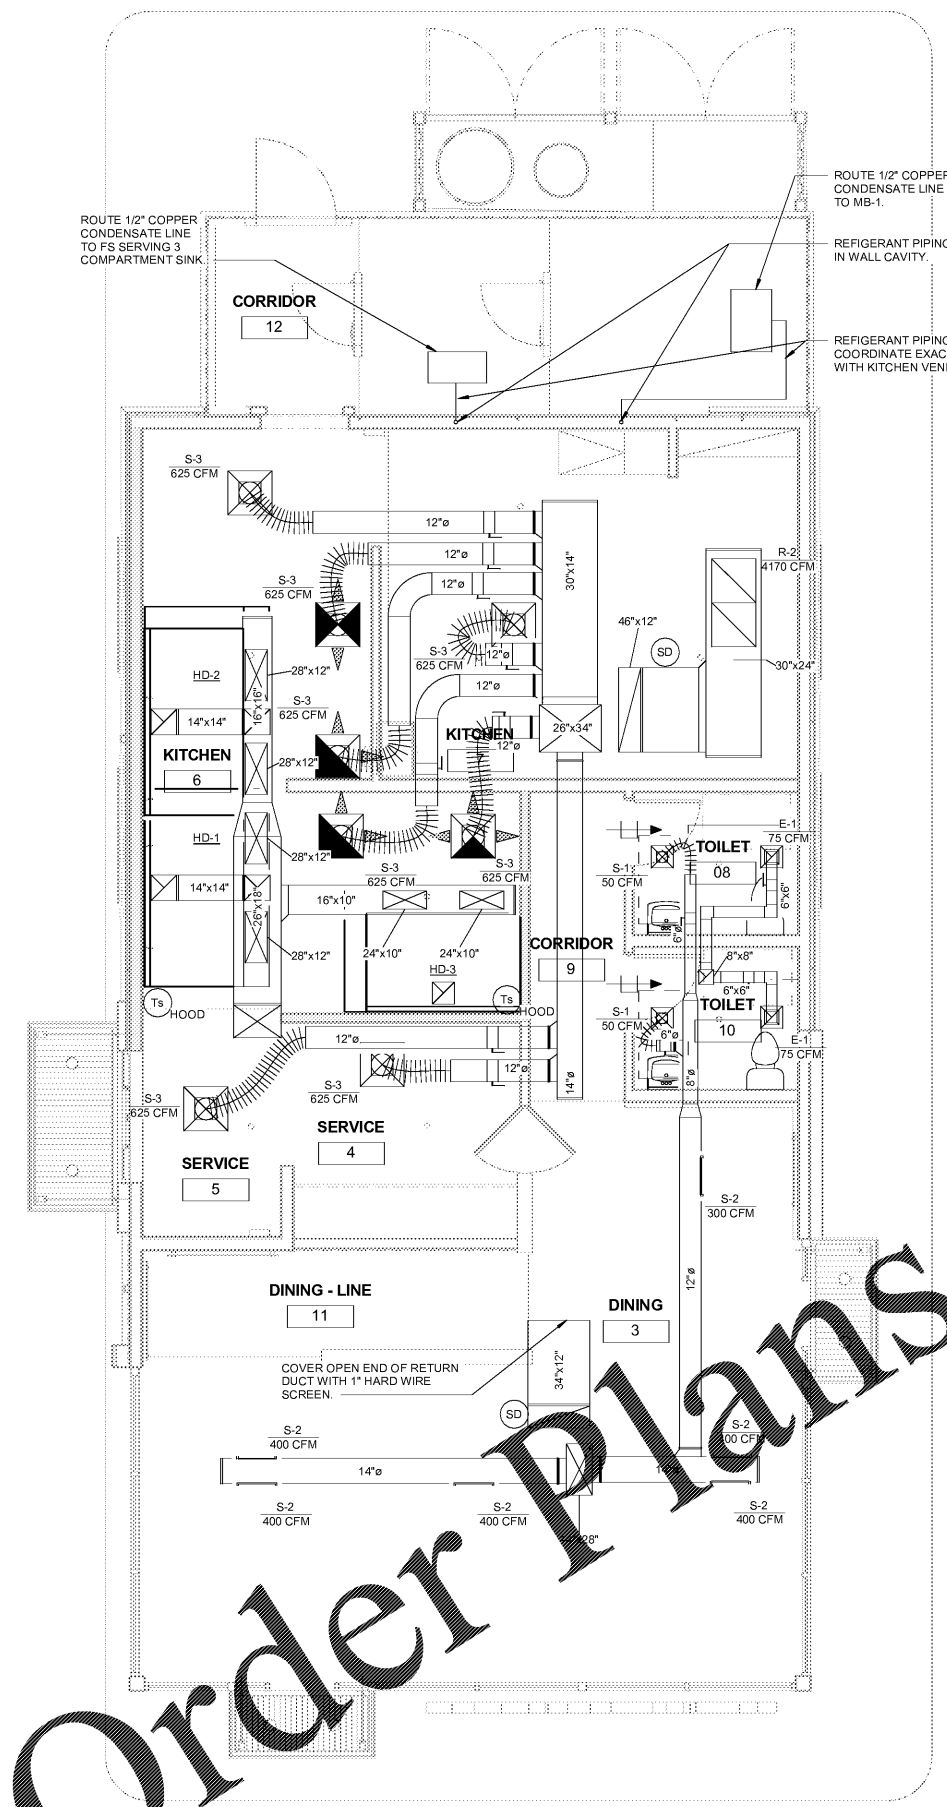 ROUTE 1/2" COPPER
CONDENSATE LINE
TO MB-1.
ROUTE 1/2" COPPER
CONDENSATE LINE
TO FS SERVING 3
COMPARTMENT SINK.
REFIGERANT PIPING
IN WALL CAVITY.
CORRIDOR
12
REFIGERANT PIPING
COORDINATE EXAC
WITH KITCHEN
S-3
625 CFM
12"ø
12"ø
R-2
4170 CFM
S-3
625 CFM
12"ø
30"x14"
46"x12"
SD
S-3
625 CFM
12"ø
30"x24"
HD-2
28"x12"
12"ø
16"x16"
S-3
625 CFM
14"x14"
26"x34"
KITCHEN
12"ø
KITCHEN
6
28"x12"
HD-1
E-1
75 CFM
TOILET
08
28"x12"
S-3
625 CFM
S-3
625 CFM
S-1
50 CFM
14"x14"
26"x18"
16"x10"
6"x6"
6"ø
28"x12"
24"x10"
24"x10"
CORRIDOR
9
8"x8"
HD-3
6"x6"
TOILET
10
Ts
HOOD
Ts
HOOD
S-1
50 CFM
6"ø
E-1
75 CFM
12"ø
12"ø
14"ø
8"ø
S-3
625 CFM
S-3
625 CFM
SERVICE
4
SERVICE
5
S-2
300 CFM
12"ø
DINING - LINE
11
DINING
3
COVER OPEN END OF RETURN
DUCT WITH 1" HARD WIRE
SCREEN.
34"x12"
SD
S-2
400 CFM
S-2
14"ø
S-2
400 CFM
S-2
400 CFM
S-2
400 CFM
Order Plans